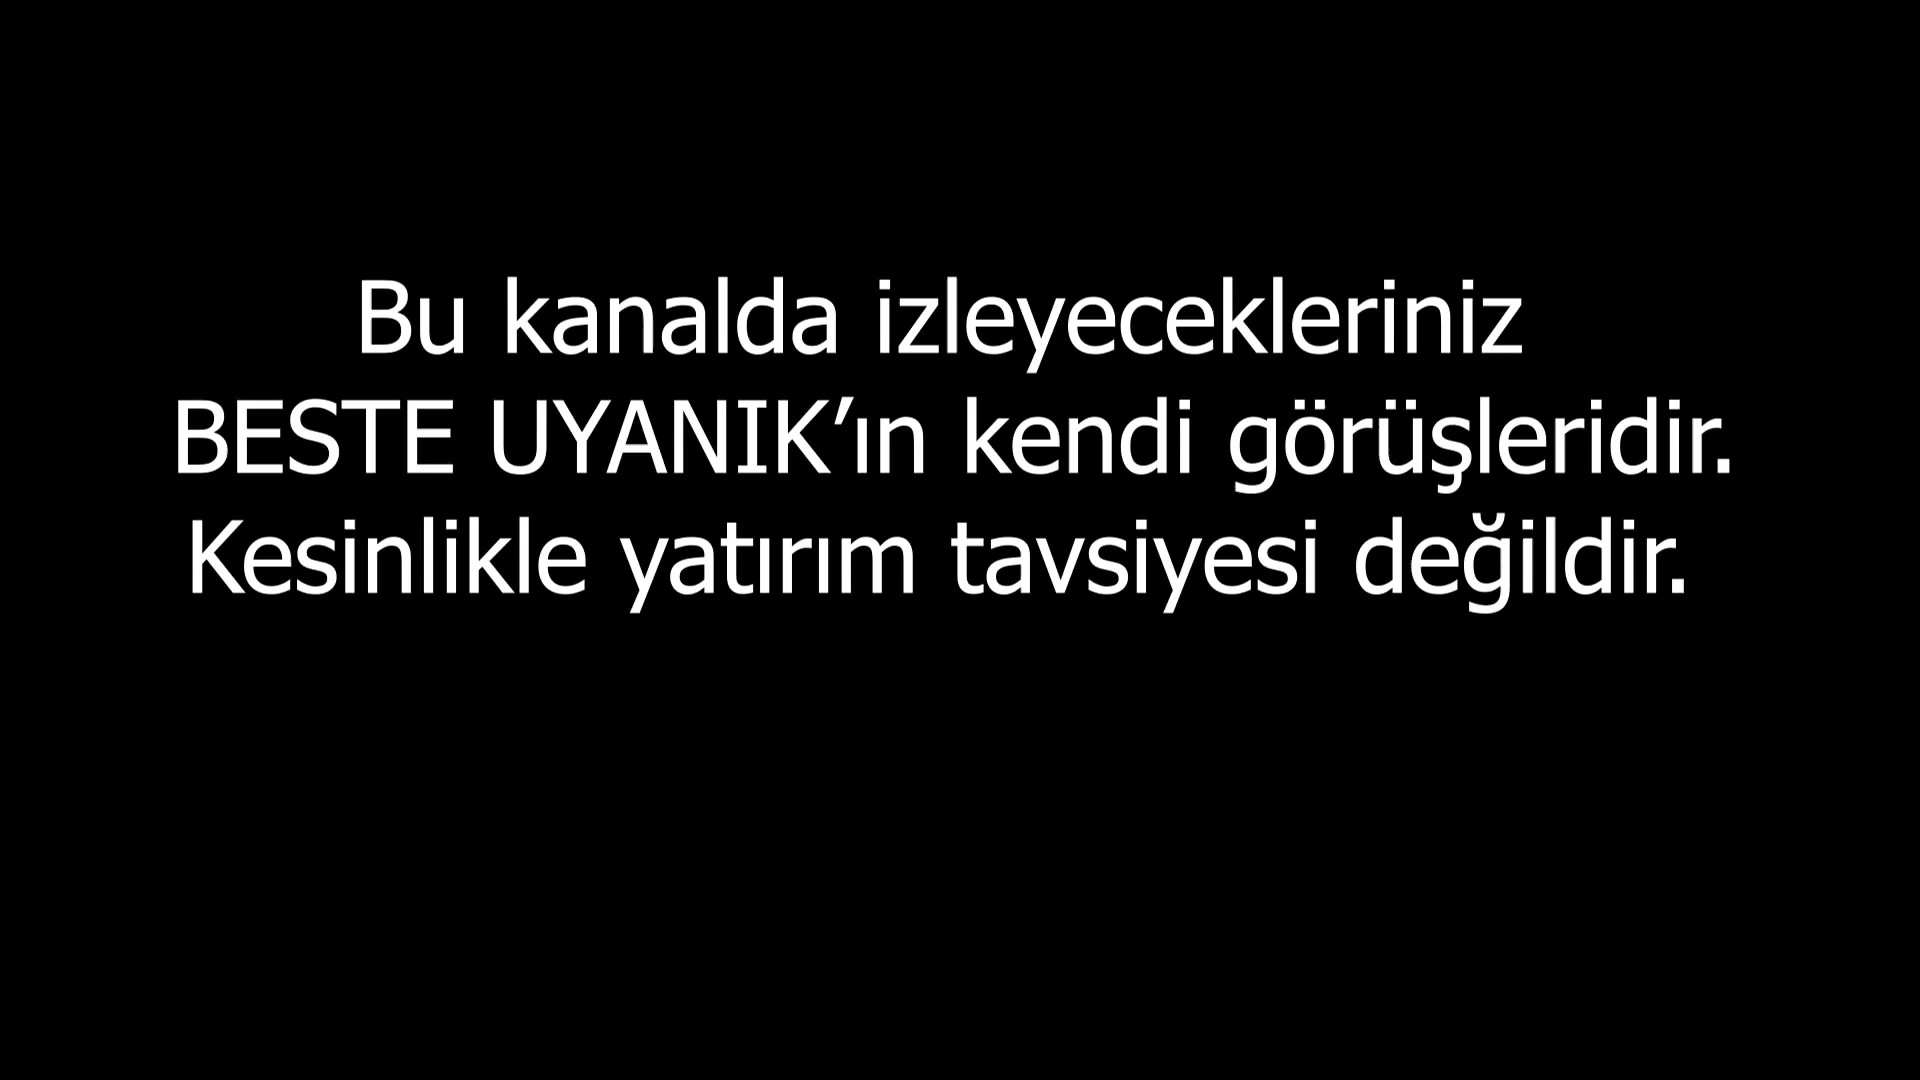 Bu kanalda izleyecekleriniz
BESTE UYANIK’ın kendi görüşleridir.
Kesinlikle yatırım tavsiyesi değildir.